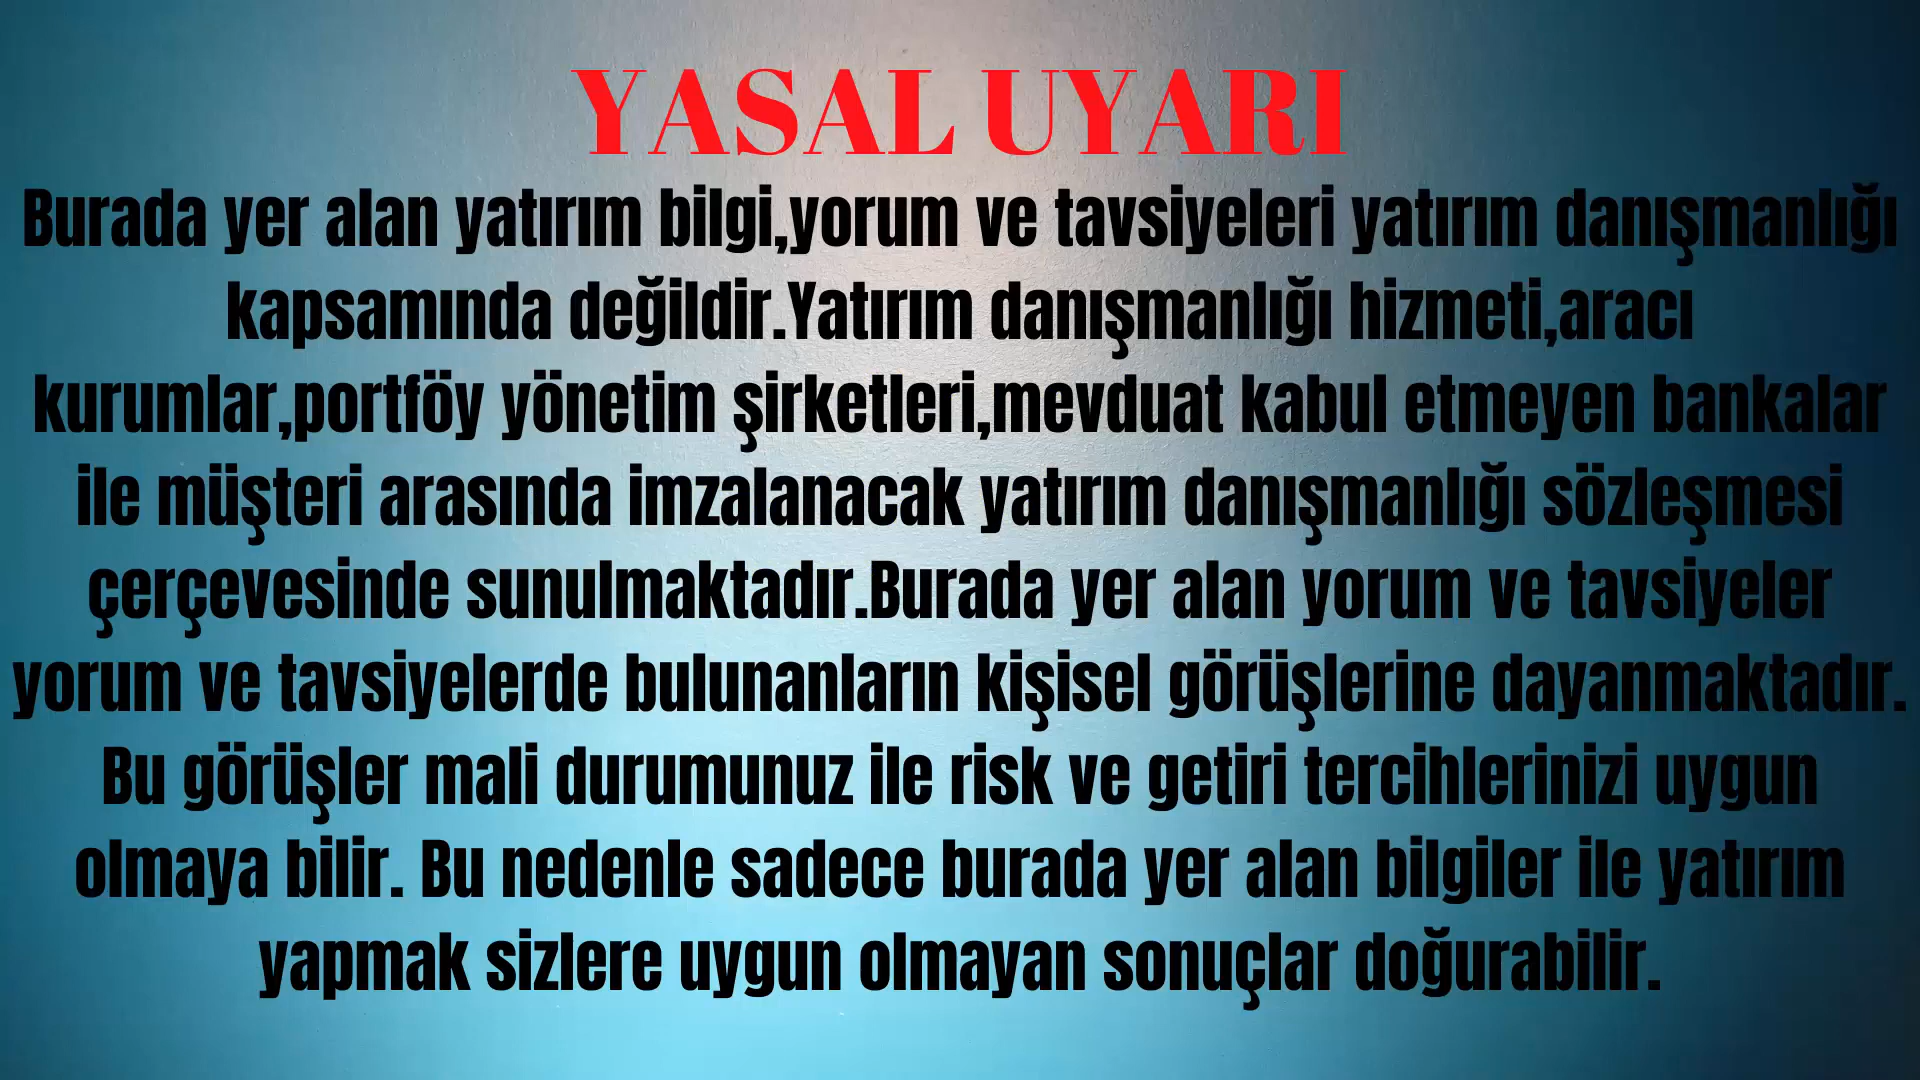 YASAL UYARI
Burada yer alan yatırım bilgi,yorum ve tavsiyeleri yatırım danışmanlığı
kapsamında değildir.Yatırım danışmanlığı hizmeti,aracı
kurumlar,portföy yönetim şirketleri,mevduat kabul etmeyen bankalar
ile müşteri arasında imzalanacak yatırım danışmanlığı sözleşmesi
çerçevesinde sunulmaktadır.Burada yer alan yorum ve tavsiyeler
yorum ve tavsiyelerde bulunanların kişisel görüşlerine dayanmaktadır.
Bu görüşler mali durumunuz ile risk ve getiri tercihlerinizi uygun
olmaya bilir. Bu nedenle sadece burada yer alan bilgiler ile yatırım
yapmak sizlere uygun olmayan sonuçlar doğurabilir.